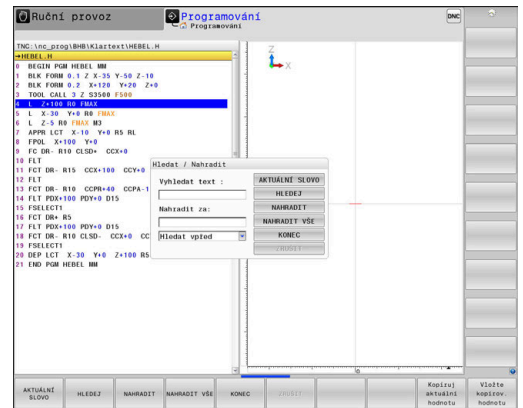 Ruční provoz
Programování
Programování
DNC
TNC:\nc_prog\BHB\Klartext\HEBEL.H
→HEBEL.H
0 BEGIN PGM HEBEL MM
1 BLK FORM 0.1 Z X-35 Y-50 Z-10
2 BLK FORM 0.2 X+120 Y+20 Z+0
3 TOOL CALL 3 Z S3500 F500
4 L Z+100 R0 FMAX
5 L X-30 Y+0 R0 FMAX
6 L Z-5 R0 FMAX M3
7 APPR LCT X-10 Y+0 R5 RL
8 FPOL X+100 Y+0
9 FC DR- R10 CLSD+ CCX+0
10 FLT
11 FCT DR- R15 CCX+100 CCY+0
12 FLT
13 FCT DR- R10 CCPR+40 CCPA-1
14 FLT PDX+100 PDY+0 D15
15 FSELECT1
16 FCT DR+ R5
17 FLT PDX+100 PDY+0 D15
18 FCT DR- R10 CLSD- CCX+0 CC
19 FSELECT1
20 DEP LCT X-30 Y+0 Z+100 R5
21 END PGM HEBEL MM
Z
X
Hledat / Nahradit
Vyhledat text :
Nahradit za:
Hledat vpřed
AKTUÁLNÍ SLOVO
HLEDEJ
NAHRADIT
NAHRADIT VŠE
KONEC
ZRUŠIT
0
AKTUÁLNÍ SLOVO
HLEDEJ
NAHRADIT
NAHRADIT VŠE
KONEC
ZRUŠIT
Kopíruj aktuální hodnotu
Vložte kopírov. hodnotu